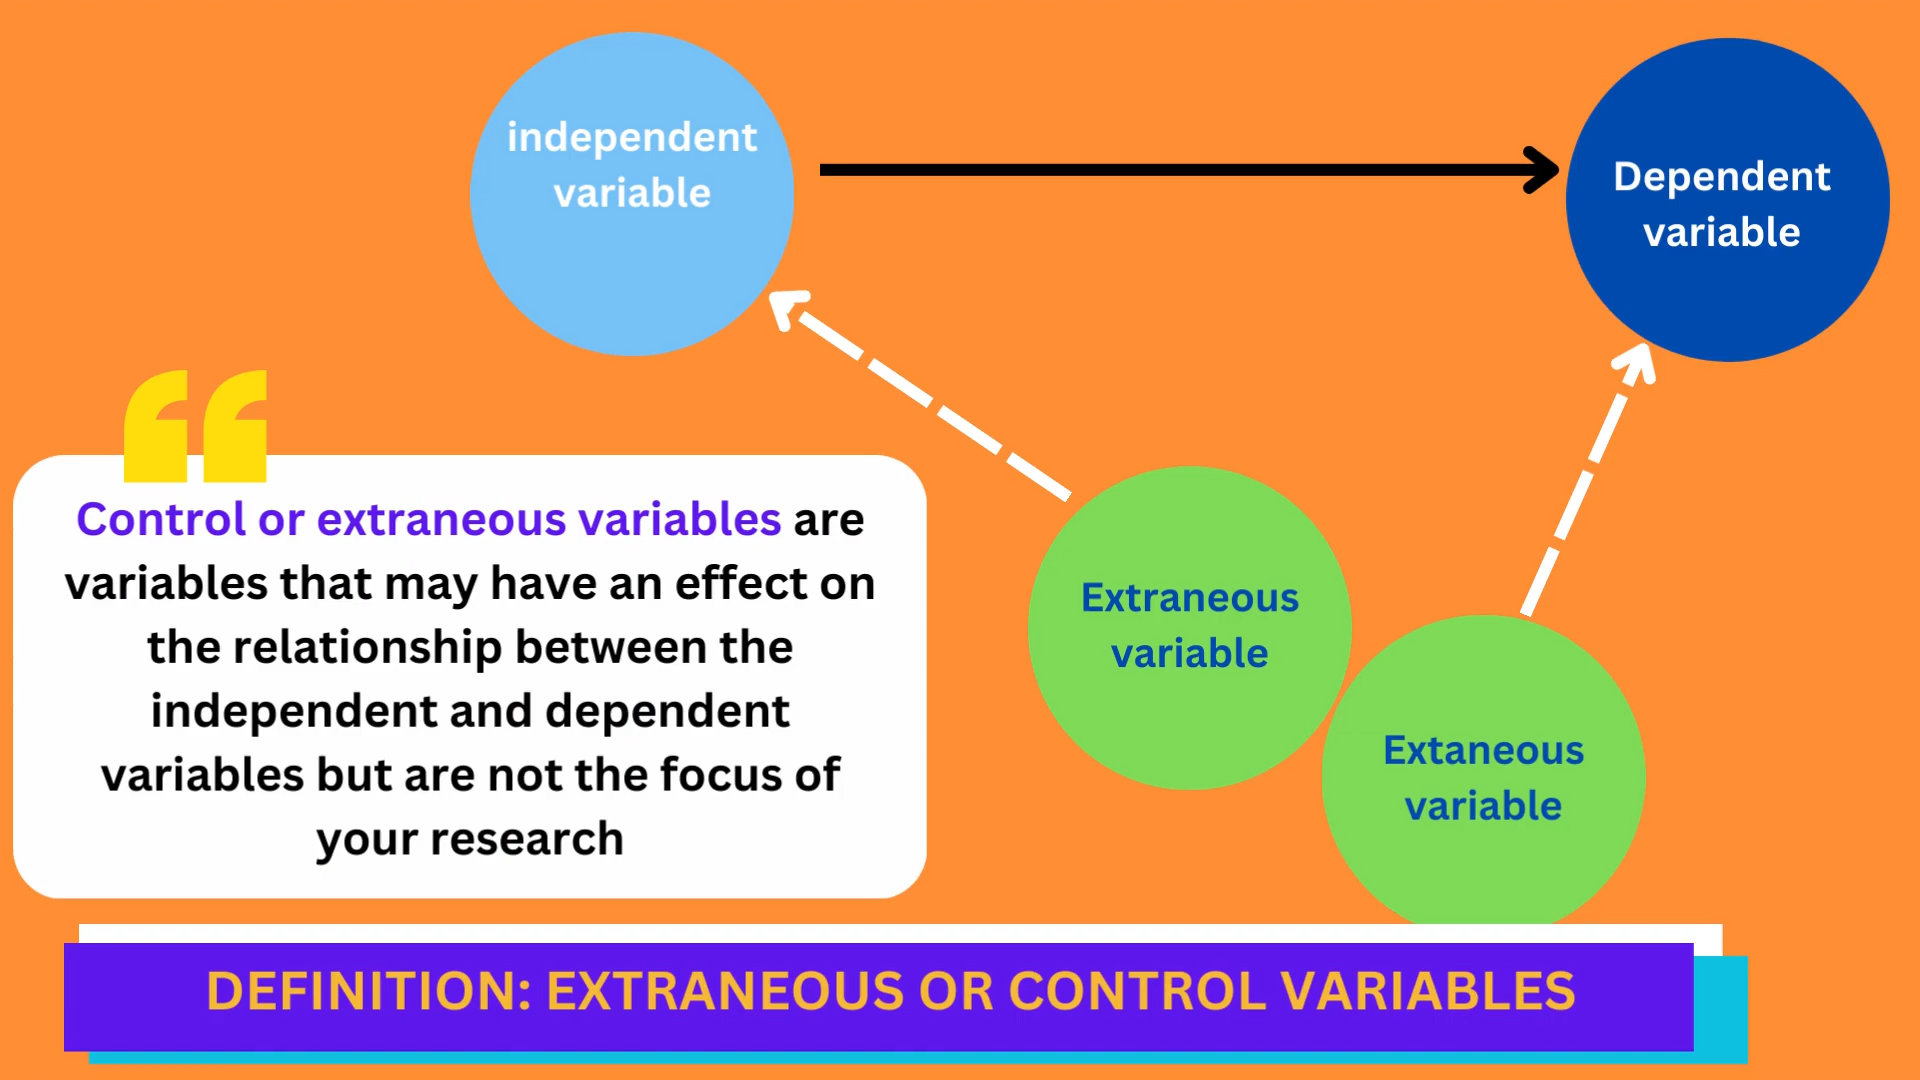 independent
variable
Dependent
variable
Control or extraneous variables are
variables that may have an effect on
the relationship between the
independent and dependent
variables but are not the focus of
your research
Extraneous
variable
Extaneous
variable
DEFINITION: EXTRANEOUS OR CONTROL VARIABLES